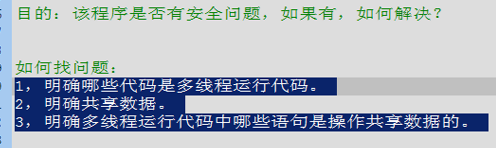 目的：该程序是否有安全问题，如果有，如何解决？
如何找问题：
1，明确哪些代码是多线程运行代码。
2，明确共享数据。
3，明确多线程运行代码中哪些语句是操作共享数据的。